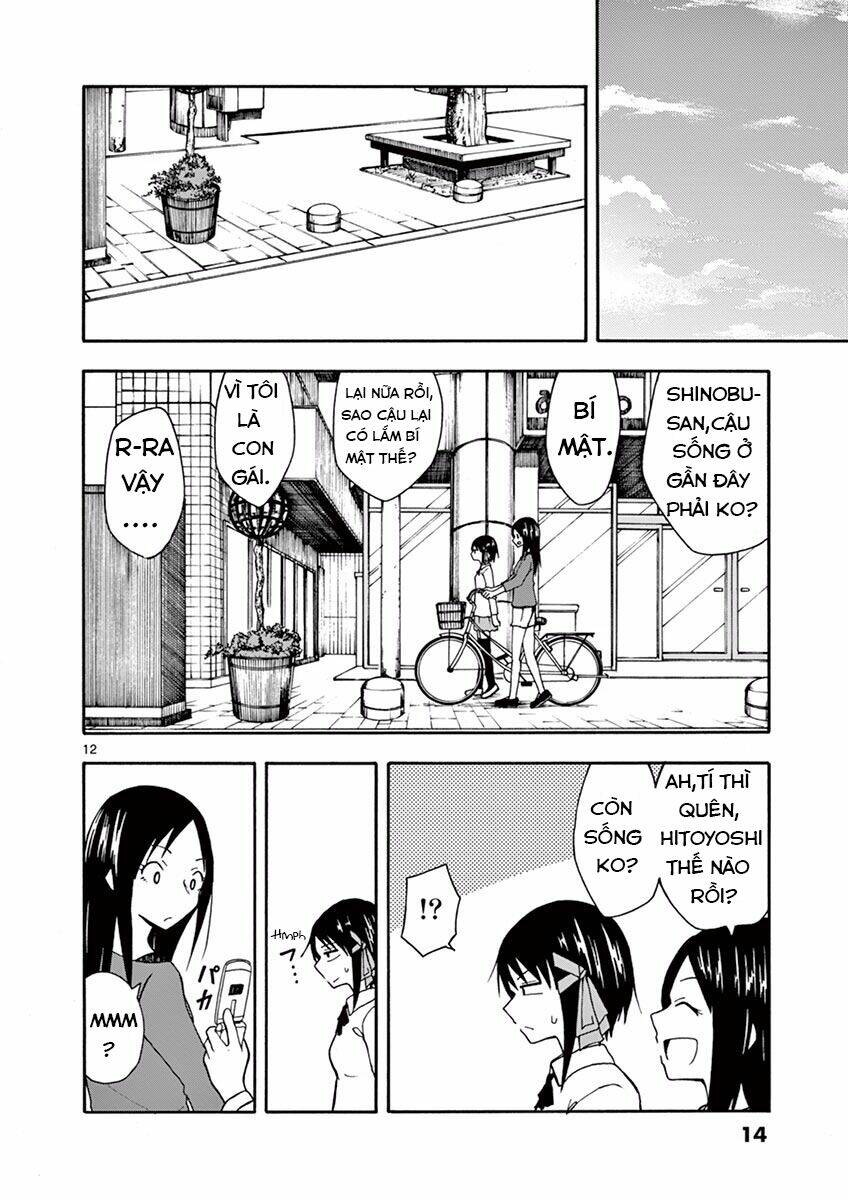 SHINOBU-
SAN,CẬU
SỐNG Ở
GẦN ĐÂY
PHẢI KO?
BÍ
MẬT.
LẠI NỮA RỒI,
SAO CẬU LẠI
CÓ LẮM BÍ
MẬT THẾ?
VÌ TÔI
LÀ
CON
GÁI.
R-RA
VẬY
....
12
AH,TÍ THÌ
QUÊN,
HITOYOSHI
THẾ NÀO
RỒI?
CÒN
SỐNG
KO?
!?
Hmph
フ...
パカ
MMM
?
14